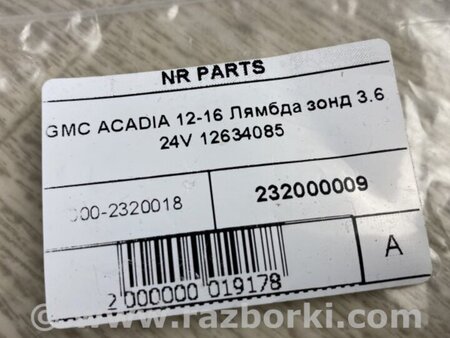 NR PARTS
GMC ACADIA 12-16 Лямбда зонд 3.6
24V 12634085
000-2320018
232000009
A
2 000000 019178
www.razborki.com